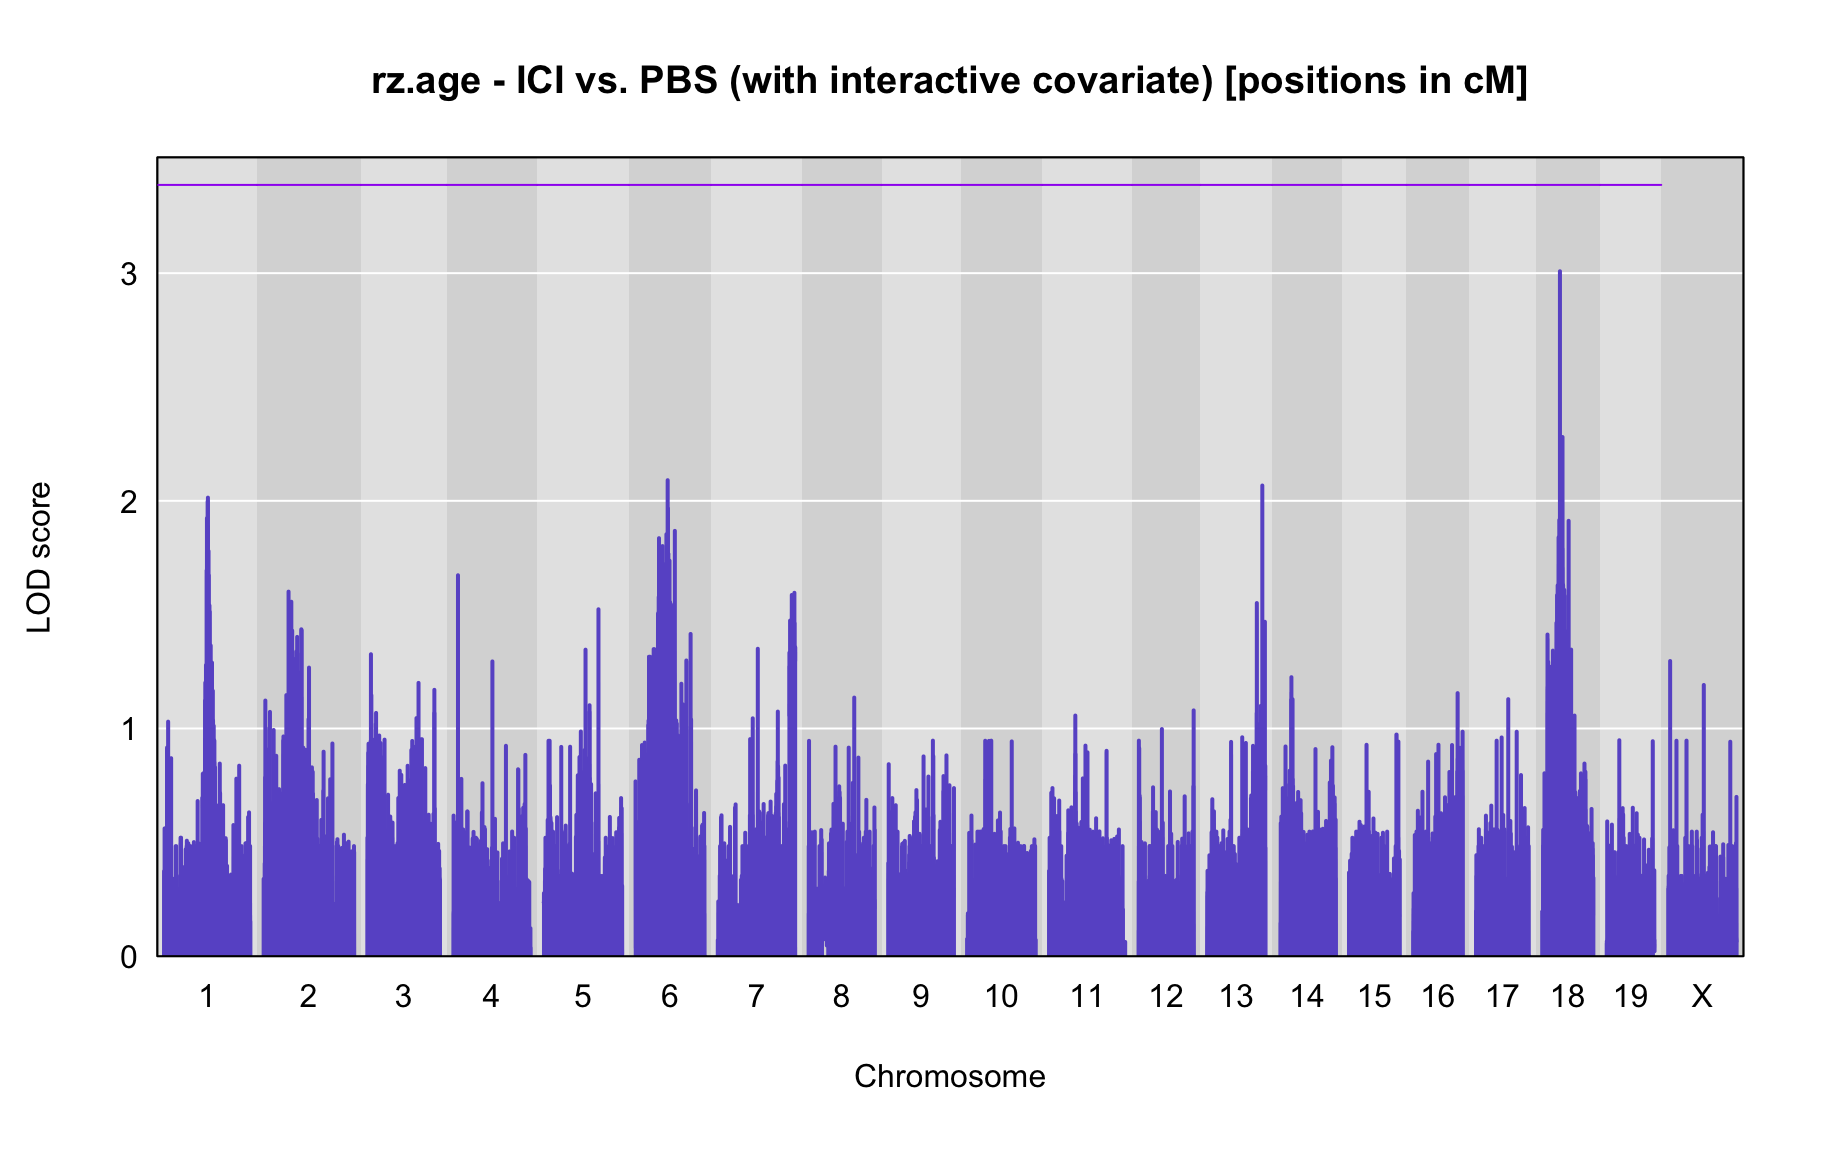 rz.age - ICI vs. PBS (with interactive covariate) [positions in cM]
3
2
1
0
LOD score
1 2 3 4 5 6 7 8 9 10 11 12 13 14 15 16 17 18 19 X
Chromosome